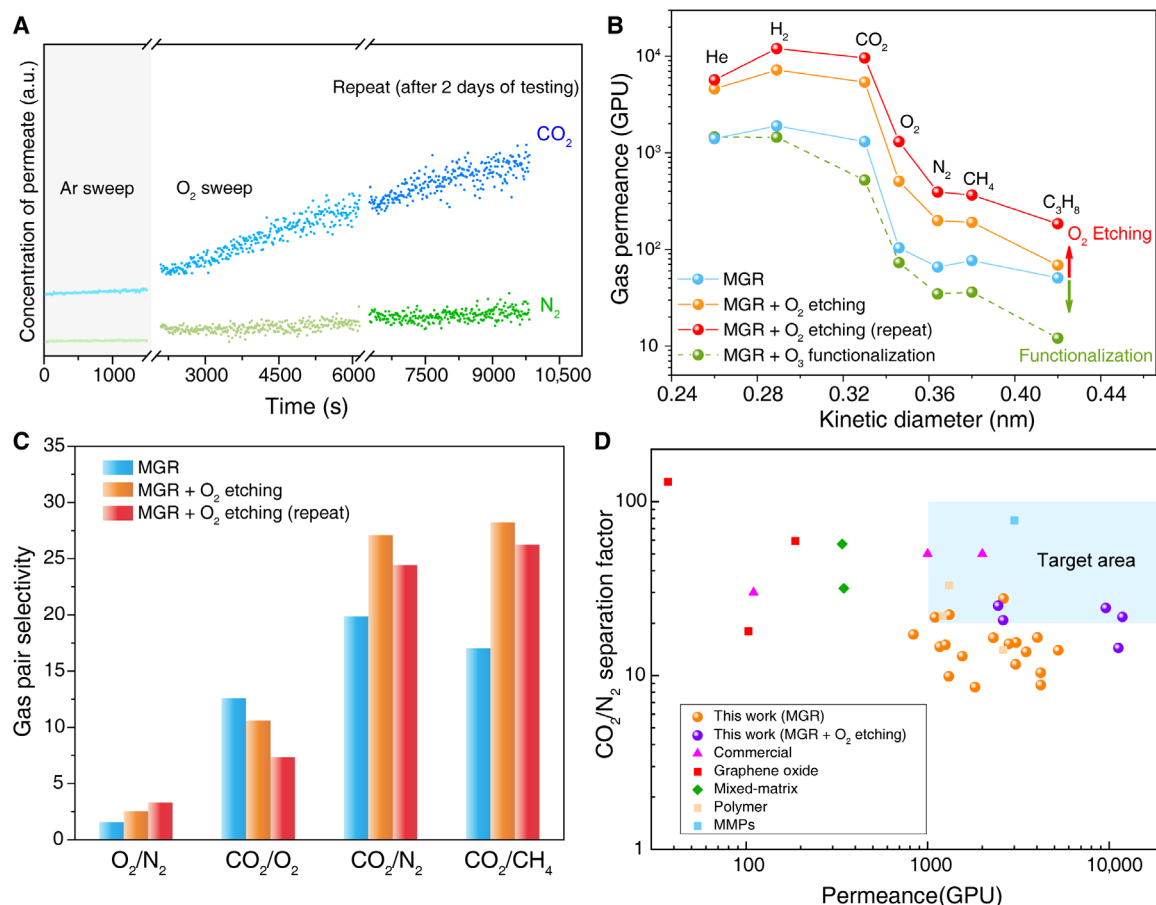 A
Concentration of permeate (a.u.)
Ar sweep
O2 sweep
Repeat (after 2 days of testing)
CO2
N2
0 1000 3000 4500 6000 7500 9000 10,500
Time (s)
B
Gas permeance (GPU)
10^4
10^3
10^2
10
He
H2
CO2
O2
N2
CH4
C3H8
O2 Etching
Functionalization
MGR
MGR + O2 etching
MGR + O2 etching (repeat)
MGR + O3 functionalization
0.24 0.28 0.32 0.36 0.40 0.44
Kinetic diameter (nm)
C
Gas pair selectivity
35
30
25
20
15
10
5
0
MGR
MGR + O2 etching
MGR + O2 etching (repeat)
O2/N2 CO2/O2 CO2/N2 CO2/CH4
D
CO2/N2 separation factor
100
10
1
Target area
This work (MGR)
This work (MGR + O2 etching)
Commercial
Graphene oxide
Mixed-matrix
Polymer
MMPs
100 1000 10,000
Permeance(GPU)